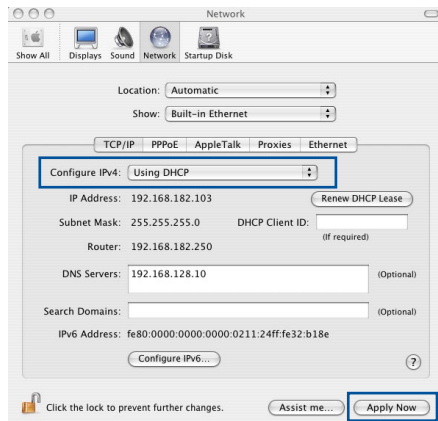 Network
Show All Displays Sound Network Startup Disk
Location: Automatic
Show: Built-in Ethernet
TCP/IP PPPoE AppleTalk Proxies Ethernet
Configure IPv4: Using DHCP
IP Address: 192.168.182.103 Renew DHCP Lease
Subnet Mask: 255.255.255.0 DHCP Client ID:
(If required)
Router: 192.168.182.250
DNS Servers: 192.168.128.10 (Optional)
Search Domains: (Optional)
IPv6 Address: fe80:0000:0000:0000:0211:24ff:fe32:b18e
Configure IPv6... ?
Click the lock to prevent further changes. Assist me... Apply Now